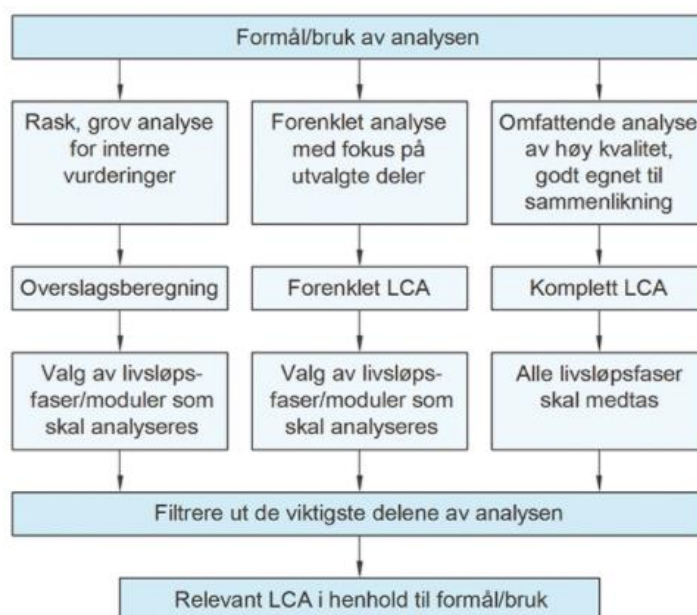 Formål/bruk av analysen
Rask, grov analyse
for interne
vurderinger
Forenklet analyse
med fokus på
utvalgte deler
Omfattende analyse
av høy kvalitet,
godt egnet til
sammenlikning
Overslagsberegning
Forenklet LCA
Komplett LCA
Valg av livsløps-
faser/moduler som
skal analyseres
Valg av livsløps-
faser/moduler som
skal analyseres
Alle livsløpsfaser
skal medtas
Filtrere ut de viktigste delene av analysen
Relevant LCA i henhold til formål/bruk